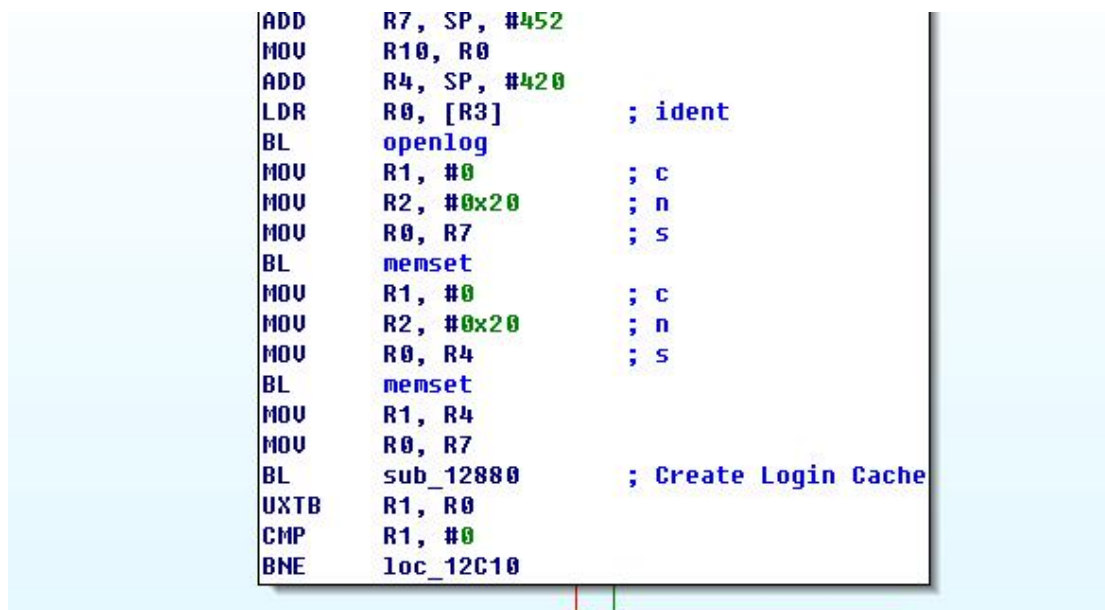 ADD R7, SP, #452
MOV R10, R0
ADD R4, SP, #420
LDR R0, [R3] ; ident
BL openlog
MOV R1, #0 ; c
MOV R2, #0x20 ; n
MOV R0, R7 ; s
BL memset
MOV R1, #0 ; c
MOV R2, #0x20 ; n
MOV R0, R4 ; s
BL memset
MOV R1, R4
MOV R0, R7
BL sub_12880 ; Create Login Cache
UXTB R1, R0
CMP R1, #0
BNE loc_12C10